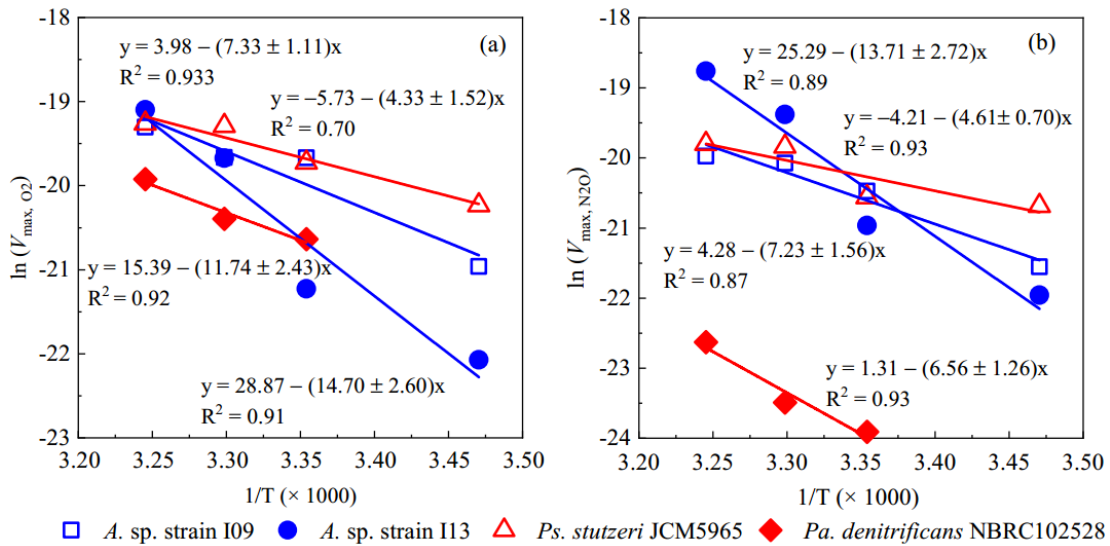 (a)
y = 3.98 − (7.33 ± 1.11)x
R² = 0.933
y = −5.73 − (4.33 ± 1.52)x
R² = 0.70
y = 15.39 − (11.74 ± 2.43)x
R² = 0.92
y = 28.87 − (14.70 ± 2.60)x
R² = 0.91
ln (Vmax, O2)
-18
-19
-20
-21
-22
-23
3.20 3.25 3.30 3.35 3.40 3.45 3.50
1/T (× 1000)
(b)
y = 25.29 − (13.71 ± 2.72)x
R² = 0.89
y = −4.21 − (4.61± 0.70)x
R² = 0.93
y = 4.28 − (7.23 ± 1.56)x
R² = 0.87
y = 1.31 − (6.56 ± 1.26)x
R² = 0.93
ln (Vmax, N2O)
-18
-19
-20
-21
-22
-23
-24
3.20 3.25 3.30 3.35 3.40 3.45 3.50
1/T (× 1000)
A. sp. strain I09 A. sp. strain I13 Ps. stutzeri JCM5965 Pa. denitrificans NBRC102528